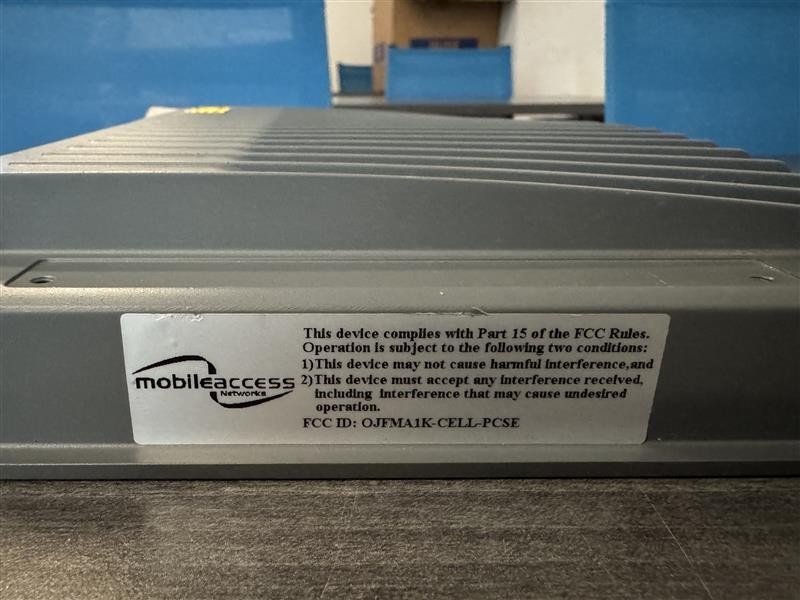 mobileaccess
Networks
This device complies with Part 15 of the FCC Rules.
Operation is subject to the following two conditions:
1)This device may not cause harmful interference,and
2)This device must accept any interference received,
including interference that may cause undesired
operation.
FCC ID: OJFMA1K-CELL-PCSE